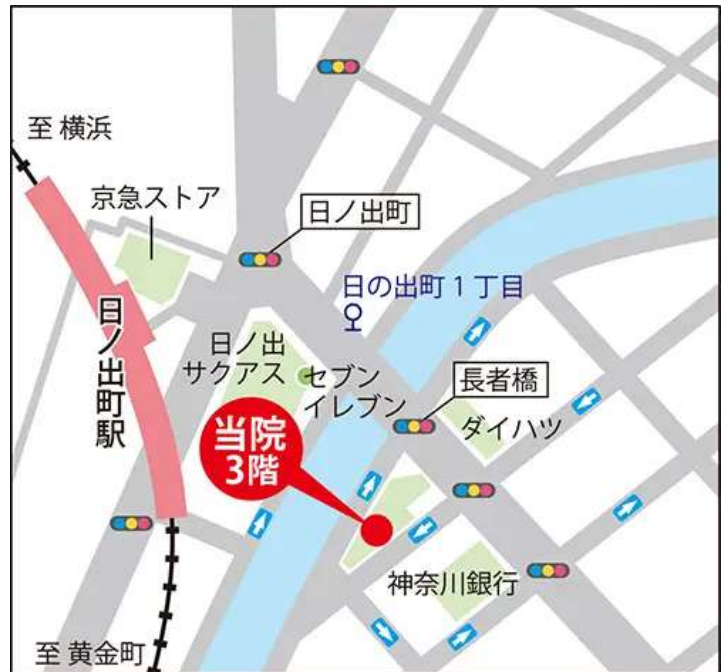 至 横浜
京急ストア
日ノ出町
日の出町1丁目
日ノ出町駅
日ノ出
サクアス
セブン
イレブン
長者橋
ダイハツ
当院
3階
神奈川銀行
至 黄金町